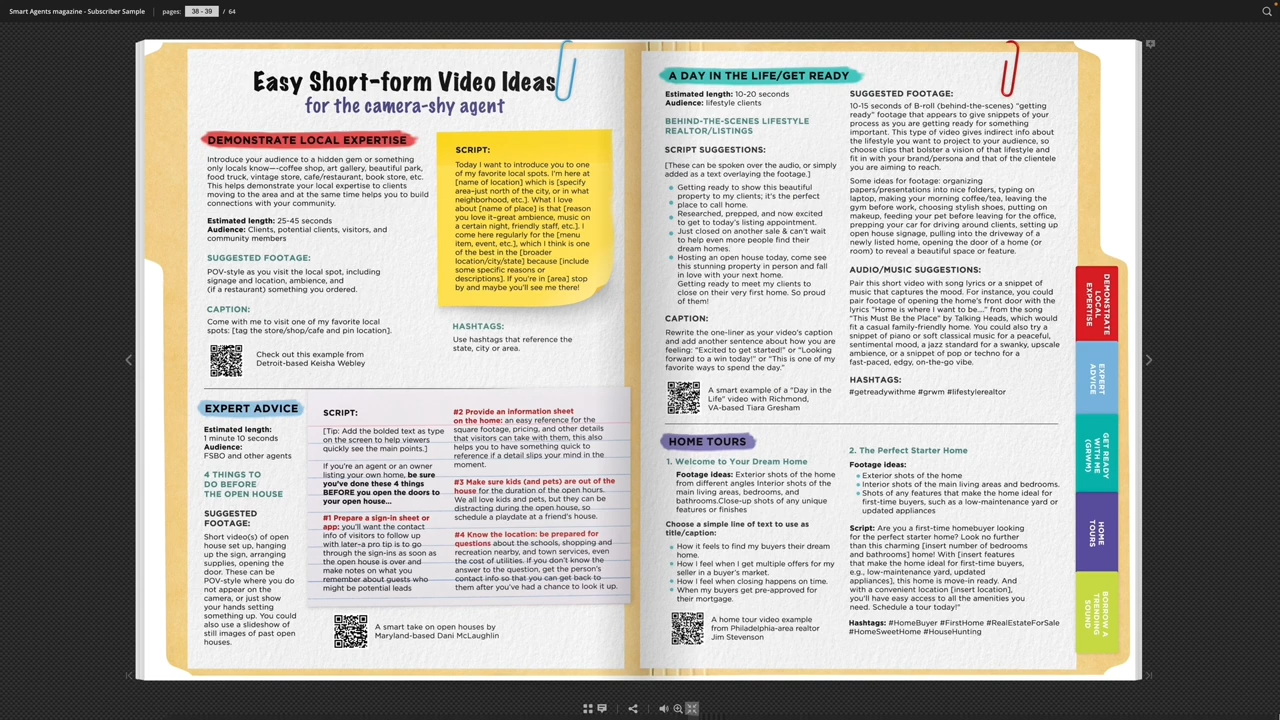 Smart Agents magazine - Subscriber Sample
pages: 38 - 39 / 64
Easy Short-form Video Ideas
for the camera-shy agent
DEMONSTRATE LOCAL EXPERTISE
Introduce your audience to a hidden gem or something
only locals know—-coffee shop, art gallery, beautiful park,
food truck, vintage store, cafe/restaurant, book store, etc.
This helps demonstrate your local expertise to clients
moving to the area and at the same time helps you to build
connections with your community.
Estimated length: 25-45 seconds
Audience: Clients, potential clients, visitors, and
community members
SUGGESTED FOOTAGE:
POV-style as you visit the local spot, including
signage and location, ambience, and
(if a restaurant) something you ordered.
CAPTION:
Come with me to visit one of my favorite local
spots: [tag the store/shop/cafe and pin location].
Check out this example from
Detroit-based Keisha Webley
SCRIPT:
Today I want to introduce you to one
of my favorite local spots. I'm here at
[name of location] which is [specify
area–just north of the city, or in what
neighborhood, etc.]. What I love
about [name of place] is that [reason
you love it–great ambience, music on
a certain night, friendly staff, etc.]. I
come here regularly for the [menu
item, event, etc.], which I think is one
of the best in the [broader
location/city/state] because [include
some specific reasons or
descriptions]. If you're in [area] stop
by and maybe you'll see me there!
HASHTAGS:
Use hashtags that reference the
state, city or area.
EXPERT ADVICE
Estimated length:
1 minute 10 seconds
Audience:
FSBO and other agents
4 THINGS TO
DO BEFORE
THE OPEN HOUSE
SUGGESTED
FOOTAGE:
Short video(s) of open
house set up, hanging
up the sign, arranging
supplies, opening the
door. These can be
POV-style where you do
not appear on the
camera, or just show
your hands setting
something up. You could
also use a slideshow of
still images of past open
houses.
SCRIPT:
[Tip: Add the bolded text as type
on the screen to help viewers
quickly see the main points.]
If you're an agent or an owner
listing your own home, be sure
you've done these 4 things
BEFORE you open the doors to
your open house...
#1 Prepare a sign-in sheet or
app: you'll want the contact
info of visitors to follow up
with later–a pro tip is to go
through the sign-ins as soon as
the open house is over and
make notes on what you
remember about guests who
might be potential leads
#2 Provide an information sheet
on the home: an easy reference for the
square footage, pricing, and other details
that visitors can take with them, this also
helps you to have something quick to
reference if a detail slips your mind in the
moment.
#3 Make sure kids (and pets) are out of the
house for the duration of the open hours.
We all love kids and pets, but they can be
distracting during the open house, so
schedule a playdate at a friend's house.
#4 Know the location: be prepared for
questions about the schools, shopping and
recreation nearby, and town services, even
the cost of utilities. If you don't know the
answer to the question, get the person's
contact info so that you can get back to
them after you've had a chance to look it up.
A smart take on open houses by
Maryland-based Dani McLaughlin
A DAY IN THE LIFE/GET READY
Estimated length: 10-20 seconds
Audience: lifestyle clients
BEHIND-THE-SCENES LIFESTYLE
REALTOR/LISTINGS
SCRIPT SUGGESTIONS:
[These can be spoken over the audio, or simply
added as a text overlaying the footage.]
Getting ready to show this beautiful
property to my clients; it's the perfect
place to call home.
Researched, prepped, and now excited
to get to today's listing appointment.
Just closed on another sale & can't wait
to help even more people find their
dream homes.
Hosting an open house today, come see
this stunning property in person and fall
in love with your next home.
Getting ready to meet my clients to
close on their very first home. So proud
of them!
CAPTION:
Rewrite the one-liner as your video's caption
and add another sentence about how you are
feeling: "Excited to get started!" or "Looking
forward to a win today!" or "This is one of my
favorite ways to spend the day."
A smart example of a "Day in the
Life" video with Richmond,
VA-based Tiara Gresham
SUGGESTED FOOTAGE:
10-15 seconds of B-roll (behind-the-scenes) "getting
ready" footage that appears to give snippets of your
process as you are getting ready for something
important. This type of video gives indirect info about
the lifestyle you want to project to your audience, so
choose clips that bolster a vision of that lifestyle and
fit in with your brand/persona and that of the clientele
you are aiming to reach.
Some ideas for footage: organizing
papers/presentations into nice folders, typing on
laptop, making your morning coffee/tea, leaving the
gym before work, choosing stylish shoes, putting on
makeup, feeding your pet before leaving for the office,
prepping your car for driving around clients, setting up
open house signage, pulling into the driveway of a
newly listed home, opening the door of a home (or
room) to reveal a beautiful space or feature.
AUDIO/MUSIC SUGGESTIONS:
Pair this short video with song lyrics or a snippet of
music that captures the mood. For instance, you could
pair footage of opening the home's front door with the
lyrics "Home is where I want to be...." from the song
"This Must Be the Place" by Talking Heads, which would
fit a casual family-friendly home. You could also try a
snippet of piano or soft classical music for a peaceful,
sentimental mood, a jazz standard for a swanky, upscale
ambience, or a snippet of pop or techno for a
fast-paced, edgy, on-the-go vibe.
HASHTAGS:
#getreadywithme #grwm #lifestylerealtor
HOME TOURS
1. Welcome to Your Dream Home
Footage ideas: Exterior shots of the home
from different angles Interior shots of the
main living areas, bedrooms, and
bathrooms.Close-up shots of any unique
features or finishes
Choose a simple line of text to use as
title/caption:
How it feels to find my buyers their dream
home.
How I feel when I get multiple offers for my
seller in a buyer's market.
How I feel when closing happens on time.
When my buyers get pre-approved for
their mortgage.
A home tour video example
from Philadelphia-area realtor
Jim Stevenson
2. The Perfect Starter Home
Footage ideas:
Exterior shots of the home
Interior shots of the main living areas and bedrooms.
Shots of any features that make the home ideal for
first-time buyers, such as a low-maintenance yard or
updated appliances
Script: Are you a first-time homebuyer looking
for the perfect starter home? Look no further
than this charming [insert number of bedrooms
and bathrooms] home! With [insert features
that make the home ideal for first-time buyers,
e.g., low-maintenance yard, updated
appliances], this home is move-in ready. And
with a convenient location [insert location],
you'll have easy access to all the amenities you
need. Schedule a tour today!"
Hashtags: #HomeBuyer #FirstHome #RealEstateForSale
#HomeSweetHome #HouseHunting
DEMONSTRATE
LOCAL
EXPERTISE
EXPERT
ADVICE
GET READY
WITH ME
(GRWM)
HOME
TOURS
BORROW A
TRENDING
SOUND